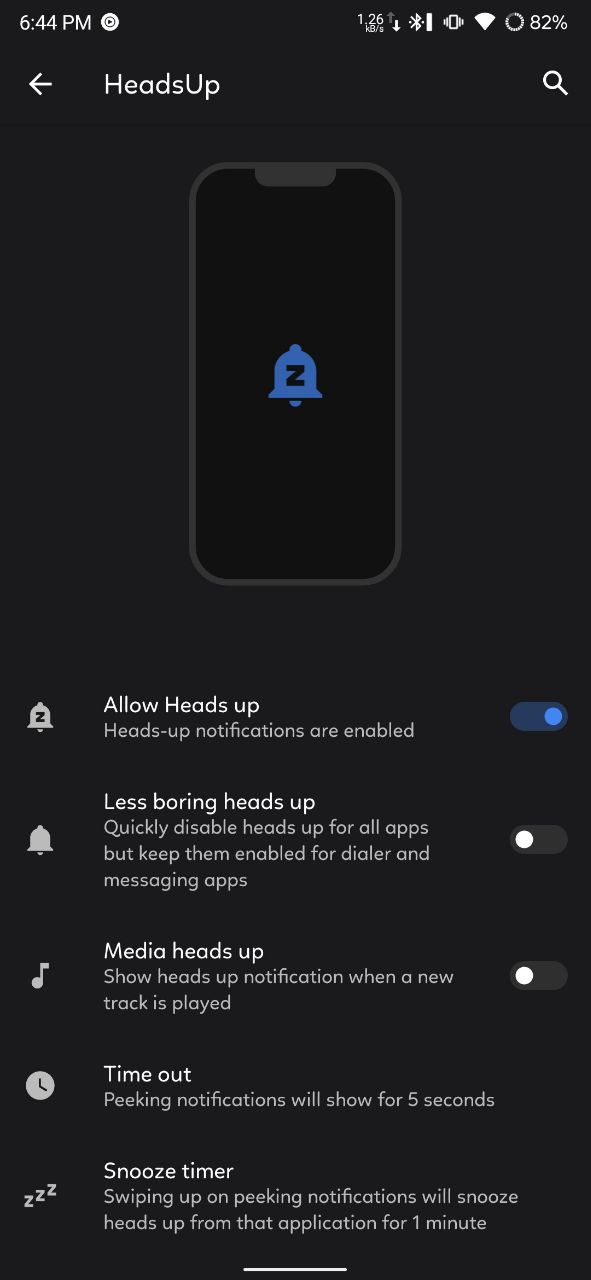 6:44 PM 1.26 kB/s 82%
HeadsUp
Z
Allow Heads up
Heads-up notifications are enabled
Less boring heads up
Quickly disable heads up for all apps
but keep them enabled for dialer and
messaging apps
Media heads up
Show heads up notification when a new
track is played
Time out
Peeking notifications will show for 5 seconds
Snooze timer
Swiping up on peeking notifications will snooze
heads up from that application for 1 minute